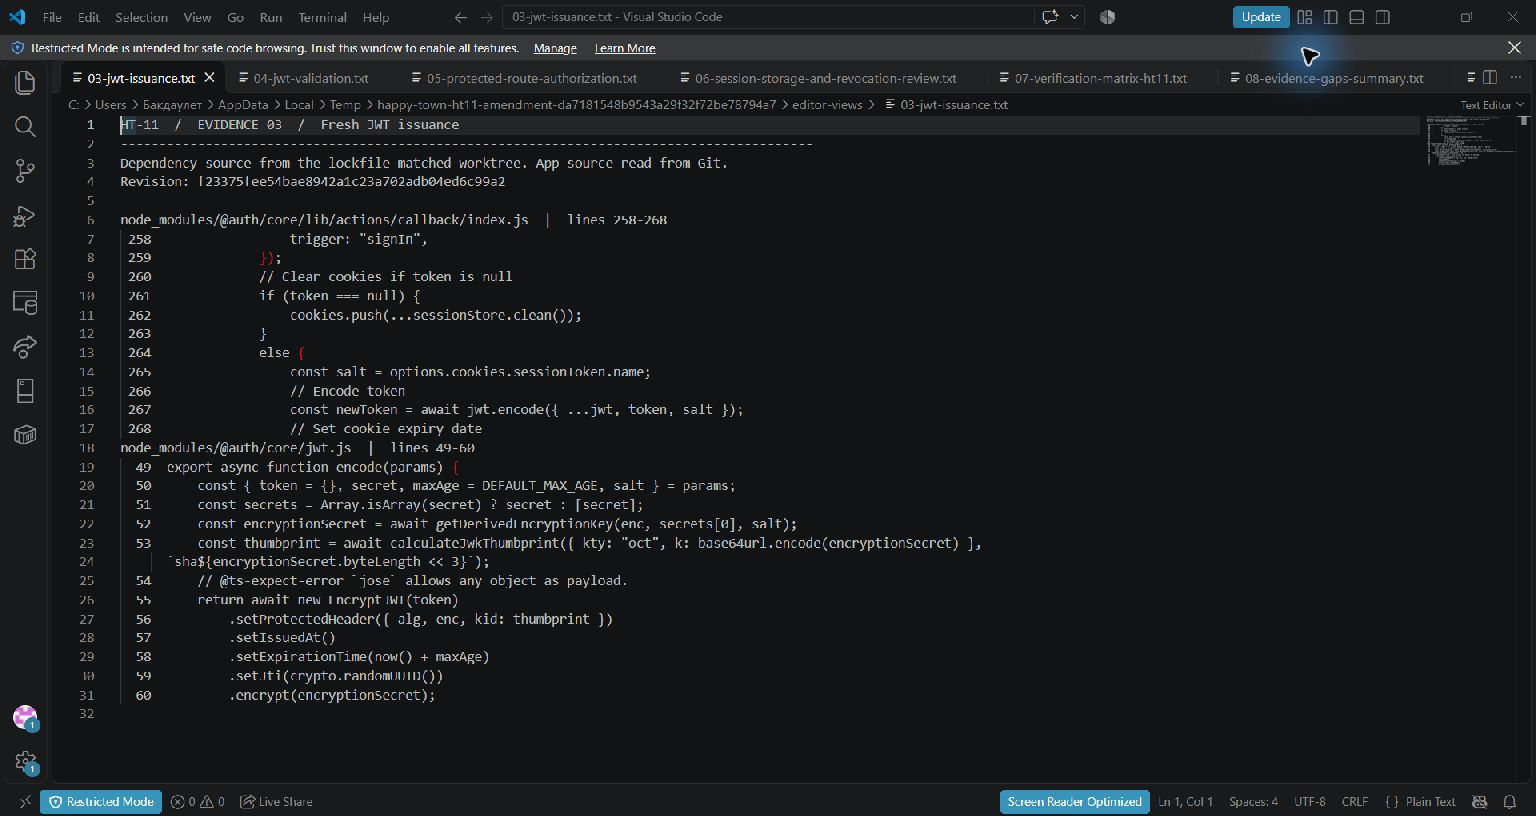 File Edit Selection View Go Run Terminal Help
03-jwt-issuance.txt - Visual Studio Code
Update
Restricted Mode is intended for safe code browsing. Trust this window to enable all features. Manage Learn More
03-jwt-issuance.txt 04-jwt-validation.txt 05-protected-route-authorization.txt 06-session-storage-and-revocation-review.txt 07-verification-matrix-ht11.txt 08-evidence-gaps-summary.txt
C: > Users > Бакдаулет > AppData > Local > Temp > happy-town-ht11-amendment-da7181548b9543a29f32f72be78794a7 > editor-views > 03-jwt-issuance.txt
Text Editor
1 HT-11 / EVIDENCE 03 / Fresh JWT issuance
2 ------------------------------------------------------------------------------------------
3 Dependency source from the lockfile matched worktree. App source read from Git.
4 Revision: f23375fee54bae8942a1c23a702adb04ed6c99a2
5
6 node_modules/@auth/core/lib/actions/callback/index.js | lines 258-268
7 258 trigger: "signIn",
8 259 });
9 260 // Clear cookies if token is null
10 261 if (token === null) {
11 262 cookies.push(...sessionStore.clean());
12 263 }
13 264 else {
14 265 const salt = options.cookies.sessionToken.name;
15 266 // Encode token
16 267 const newToken = await jwt.encode({ ...jwt, token, salt });
17 268 // Set cookie expiry date
18 node_modules/@auth/core/jwt.js | lines 49-60
19 49 export async function encode(params) {
20 50 const { token = {}, secret, maxAge = DEFAULT_MAX_AGE, salt } = params;
21 51 const secrets = Array.isArray(secret) ? secret : [secret];
22 52 const encryptionSecret = await getDerivedEncryptionKey(enc, secrets[0], salt);
23 53 const thumbprint = await calculateJwkThumbprint({ kty: "oct", k: base64url.encode(encryptionSecret) },
24 `sha${encryptionSecret.byteLength << 3}`);
25 54 // @ts-expect-error `jose` allows any object as payload.
26 55 return await new EncryptJWT(token)
27 56 .setProtectedHeader({ alg, enc, kid: thumbprint })
28 57 .setIssuedAt()
29 58 .setExpirationTime(now() + maxAge)
30 59 .setJti(crypto.randomUUID())
31 60 .encrypt(encryptionSecret);
32
1
1
Restricted Mode 0 0 Live Share Screen Reader Optimized Ln 1, Col 1 Spaces: 4 UTF-8 CRLF { } Plain Text